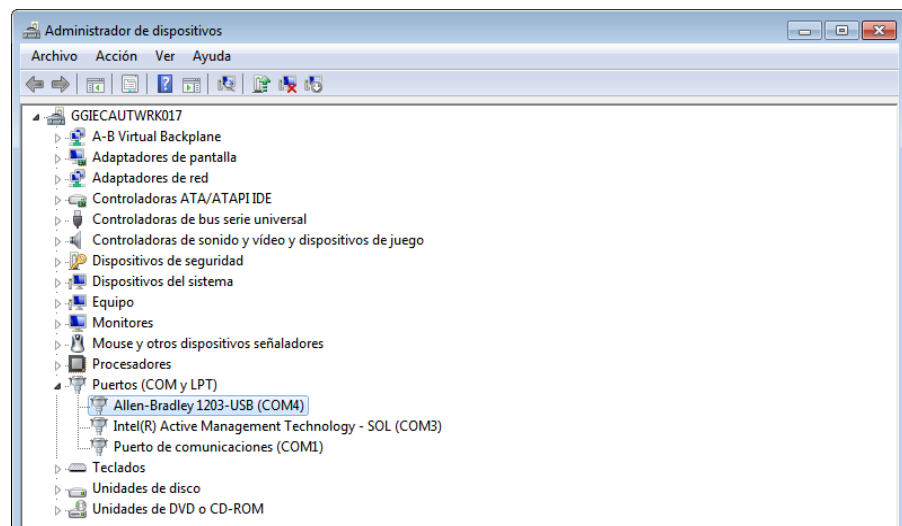 Administrador de dispositivos
Archivo Acción Ver Ayuda
GGIECAUTWRK017
A-B Virtual Backplane
Adaptadores de pantalla
Adaptadores de red
Controladoras ATA/ATAPI IDE
Controladoras de bus serie universal
Controladoras de sonido y vídeo y dispositivos de juego
Dispositivos de seguridad
Dispositivos del sistema
Equipo
Monitores
Mouse y otros dispositivos señaladores
Procesadores
Puertos (COM y LPT)
Allen-Bradley 1203-USB (COM4)
Intel(R) Active Management Technology - SOL (COM3)
Puerto de comunicaciones (COM1)
Teclados
Unidades de disco
Unidades de DVD o CD-ROM